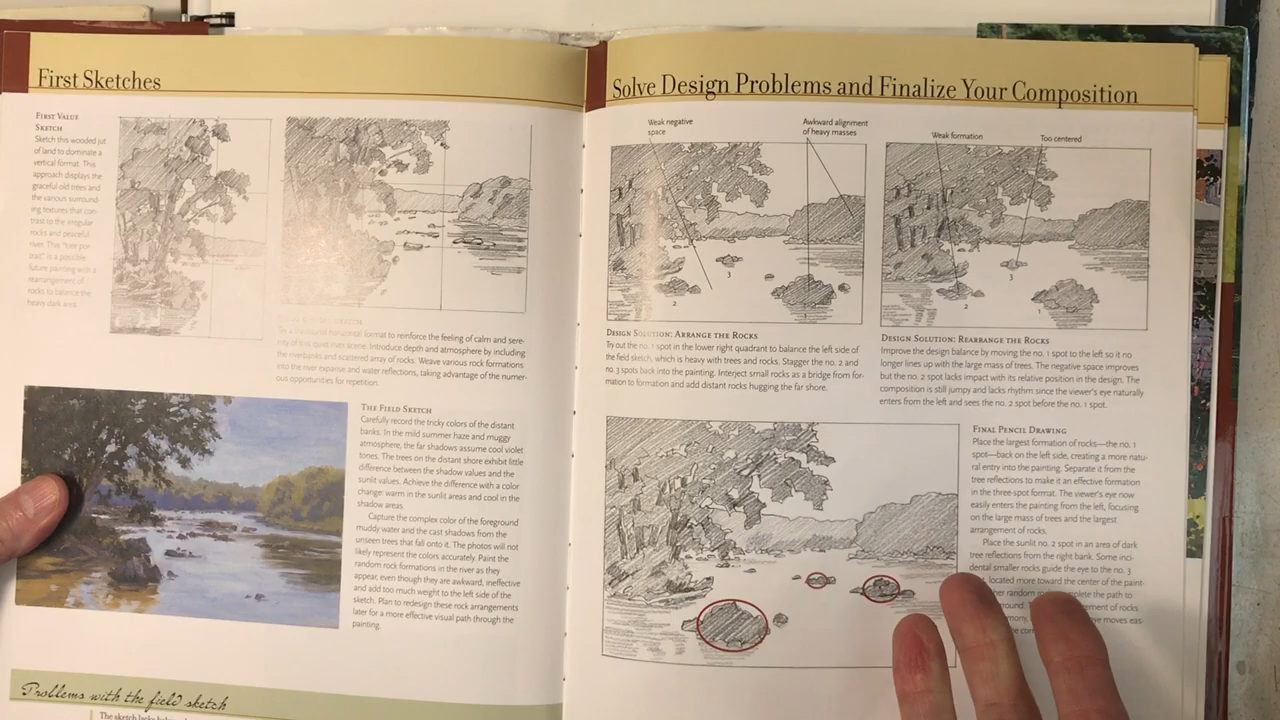 First Sketches
First Value
Sketch
Sketch this wooded jut
of land to dominate a
vertical format. This
approach displays the
graceful old trees and
the various surround-
ing textures that con-
trast to the irregular
rocks and peaceful
river. This "tree por-
trait" is a possible
future painting with a
rearrangement of
rocks to balance the
heavy dark area.
Try a traditional horizontal format to reinforce the feeling of calm and sere-
nity of this quiet river scene. Introduce depth and atmosphere by including
the riverbanks and scattered array of rocks. Weave various rock formations
into the river expanse and water reflections, taking advantage of the numer-
ous opportunities for repetition.
The Field Sketch
Carefully record the tricky colors of the distant
banks. In the mild summer haze and muggy
atmosphere, the far shadows assume cool violet
tones. The trees on the distant shore exhibit little
difference between the shadow values and the
sunlit values. Achieve the difference with a color
change: warm in the sunlit areas and cool in the
shadow areas.
Capture the complex color of the foreground
muddy water and the cast shadows from the
unseen trees that fall onto it. The photos will not
likely represent the colors accurately. Paint the
random rock formations in the river as they
appear, even though they are awkward, ineffective
and add too much weight to the left side of the
sketch. Plan to redesign these rock arrangements
later for a more effective visual path through the
painting.
Problems with the field sketch
Solve Design Problems and Finalize Your Composition
Weak negative
space
Awkward alignment
of heavy masses
3
2
1
Design Solution: Arrange the Rocks
Try out the no. 1 spot in the lower right quadrant to balance the left side of
the field sketch, which is heavy with trees and rocks. Stagger the no. 2 and
no. 3 spots back into the painting. Interject small rocks as a bridge from for-
mation to formation and add distant rocks hugging the far shore.
Weak formation
Too centered
3
2
1
Design Solution: Rearrange the Rocks
Improve the design balance by moving the no. 1 spot to the left so it no
longer lines up with the large mass of trees. The negative space improves
but the no. 2 spot lacks impact with its relative position in the design. The
composition is still jumpy and lacks rhythm since the viewer's eye naturally
enters from the left and sees the no. 2 spot before the no. 1 spot.
Final Pencil Drawing
Place the largest formation of rocks—the no. 1
spot—back on the left side, creating a more natu-
ral entry into the painting. Separate it from the
tree reflections to make it an effective formation
in the three-spot format. The viewer's eye now
easily enters the painting from the left, focusing
on the large mass of trees and the largest
arrangement of rocks.
Place the sunlit no. 2 spot in an area of dark
tree reflections from the right bank. Some inci-
dental smaller rocks guide the eye to the no. 3
located more toward the center of the paint-
path to
of rocks
moves eas-